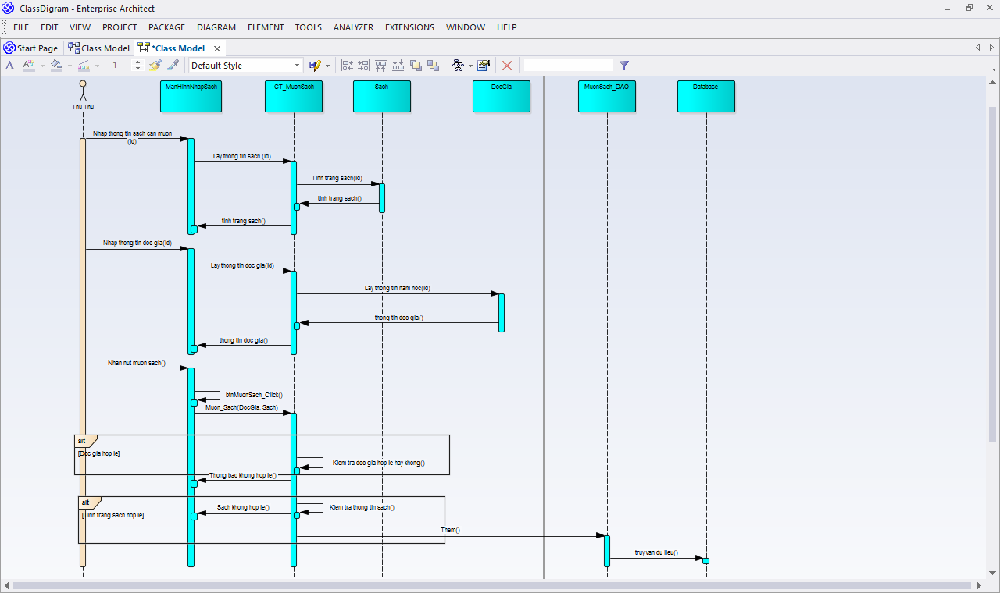 ClassDigram - Enterprise Architect
FILE EDIT VIEW PROJECT PACKAGE DIAGRAM ELEMENT TOOLS ANALYZER EXTENSIONS WINDOW HELP
Start Page Class Model *Class Model
1 Default Style
ManHinhNhapSach CT_MuonSach Sach DocGia MuonSach_DAO Database
Thu Thu
Nhap thong tin sach can muon
(id)
Lay thong tin sach (id)
Tinh trang sach(id)
tinh trang sach()
tinh trang sach()
Nhap thong tin doc gia(id)
Lay thong tin doc gia(id)
Lay thong tin nam hoc(id)
thong tin doc gia()
thong tin doc gia()
Nhan nut muon sach()
btnMuonSach_Click()
Muon_Sach(DocGia, Sach)
alt
[Doc gia hop le]
Kiem tra doc gia hop le hay khong()
Thong bao khong hop le()
alt
Sach khong hop le() Kiem tra thong tin sach()
[Tinh trang sach hop le]
Them()
truy van du lieu()